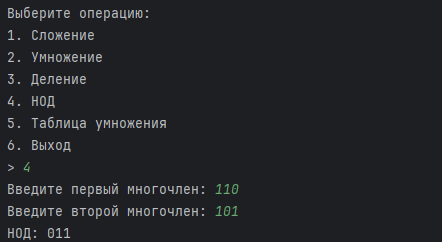 Выберите операцию:
1. Сложение
2. Умножение
3. Деление
4. НОД
5. Таблица умножения
6. Выход
> 4
Введите первый многочлен: 110
Введите второй многочлен: 101
НОД: 011